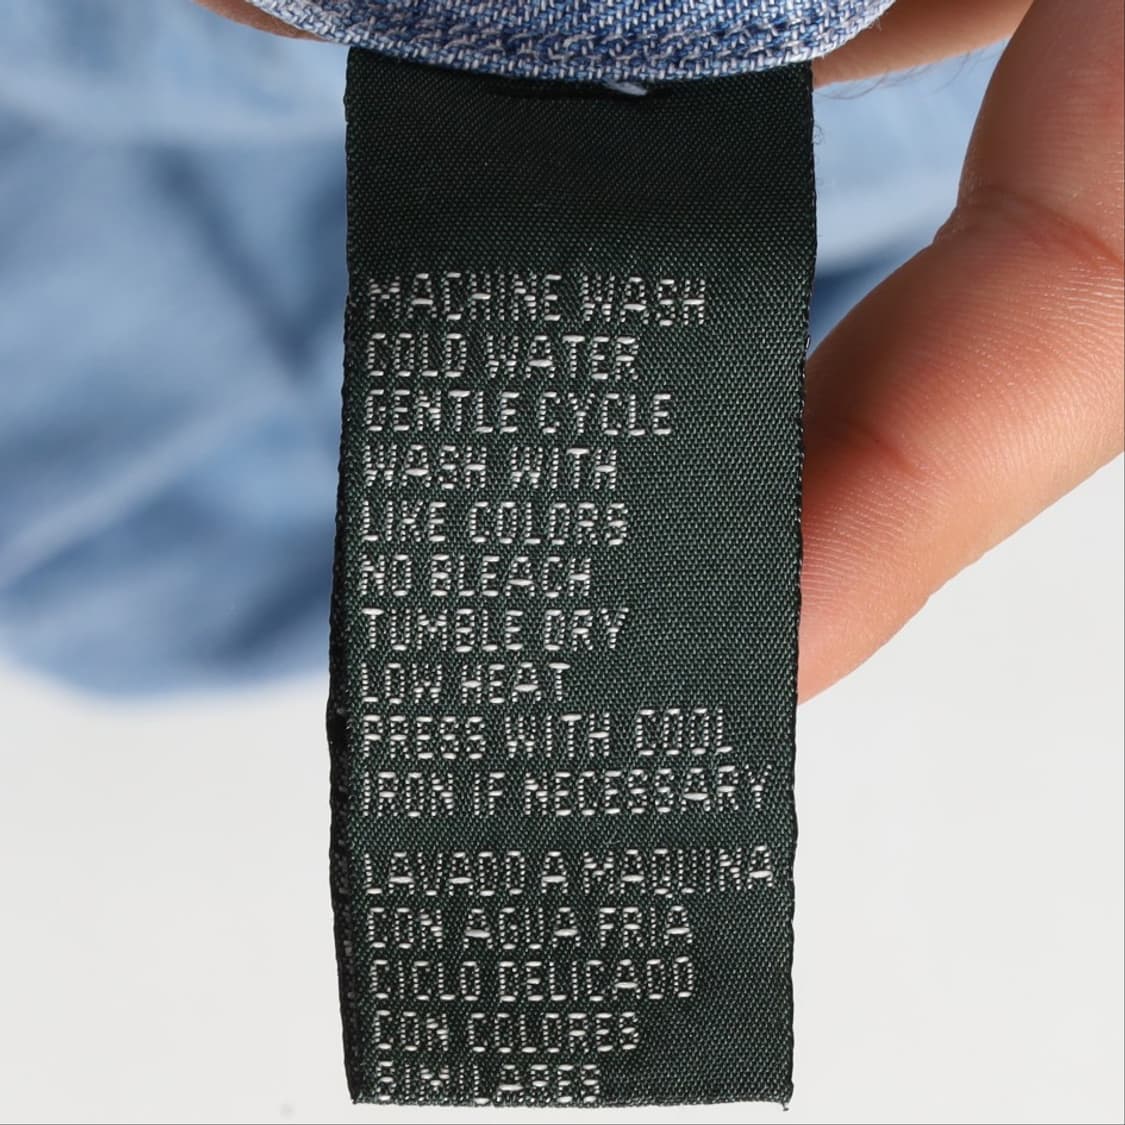 MACHINE WASH
COLD WATER
GENTLE CYCLE
WASH WITH
LIKE COLORS
NO BLEACH
TUMBLE DRY
LOW HEAT
PRESS WITH COOL
IRON IF NECESSARY
LAVADO A MAQUINA
CON AGUA FRIA
CICLO DELICADO
CON COLORES
SIMILARES